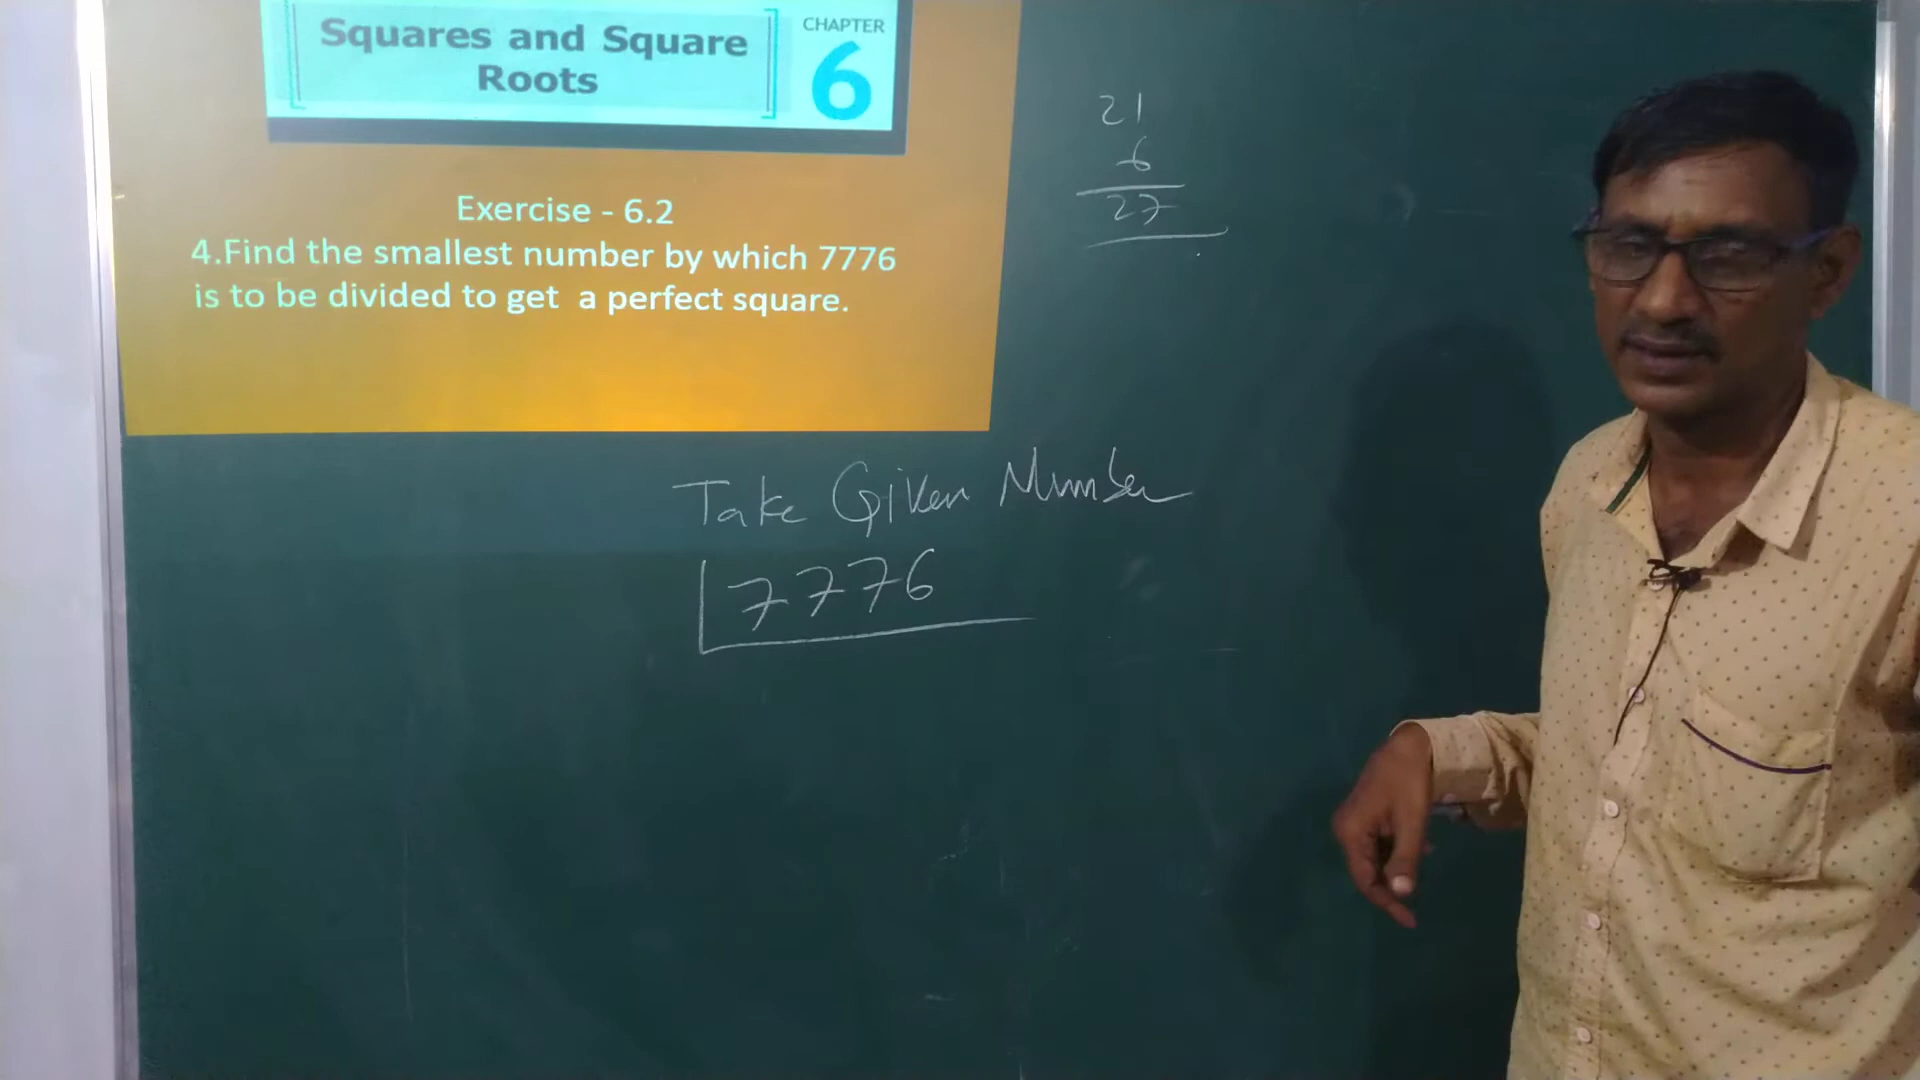 Squares and Square
Roots
CHAPTER
6
Exercise - 6.2
4.Find the smallest number by which 7776
is to be divided to get a perfect square.
21
6
27
Take Given Number
7776